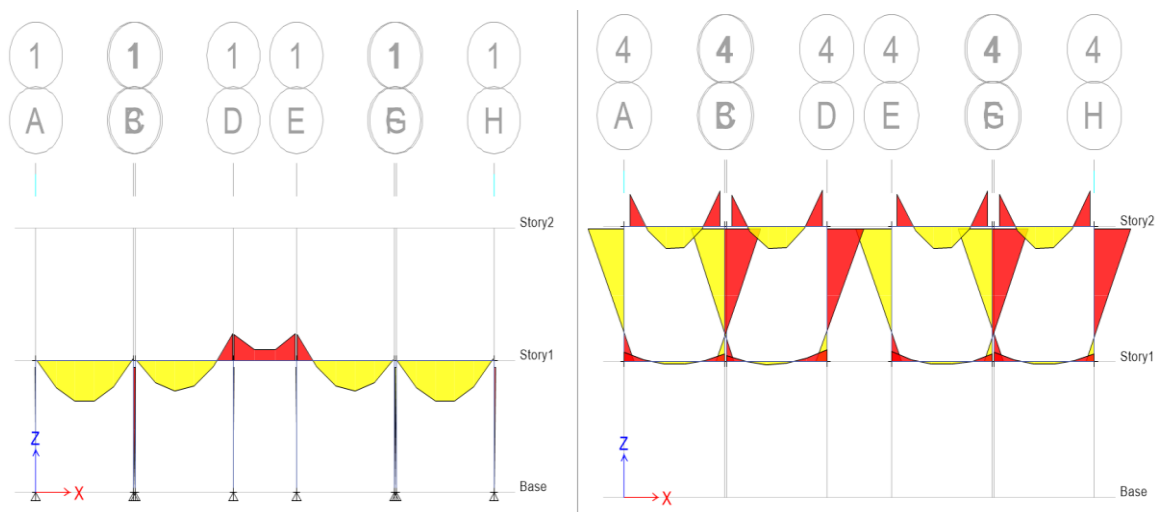 1 1 1 1 1 1
A B D E G H
Story2
Story1
Z
X
Base
4 4 4 4 4 4
A B D E G H
Story2
Story1
Z
X
Base